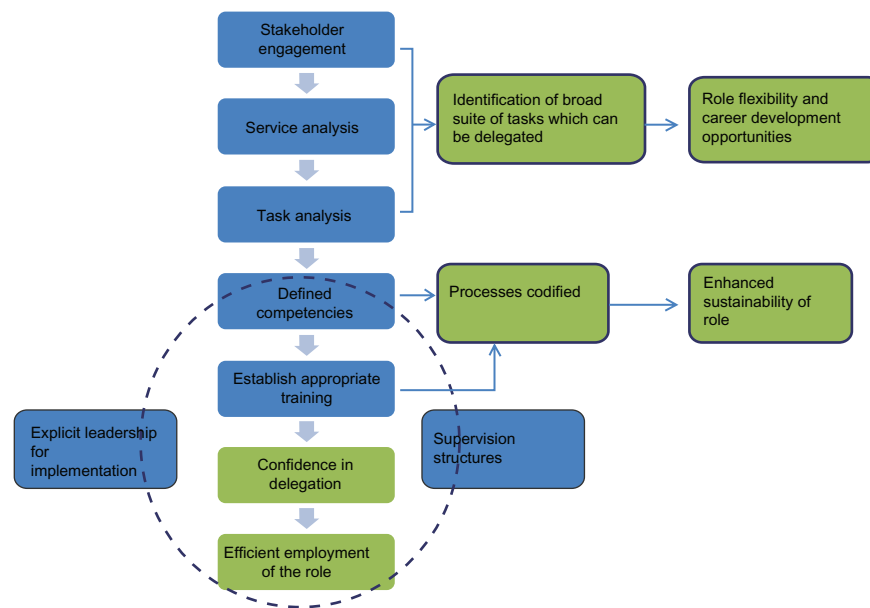 Stakeholder
engagement
Service analysis
Task analysis
Identification of broad
suite of tasks which can
be delegated
Role flexibility and
career development
opportunities
Defined
competencies
Processes codified
Enhanced
sustainability of
role
Establish appropriate
training
Explicit leadership
for
implementation
Supervision
structures
Confidence in
delegation
Efficient employment
of the role